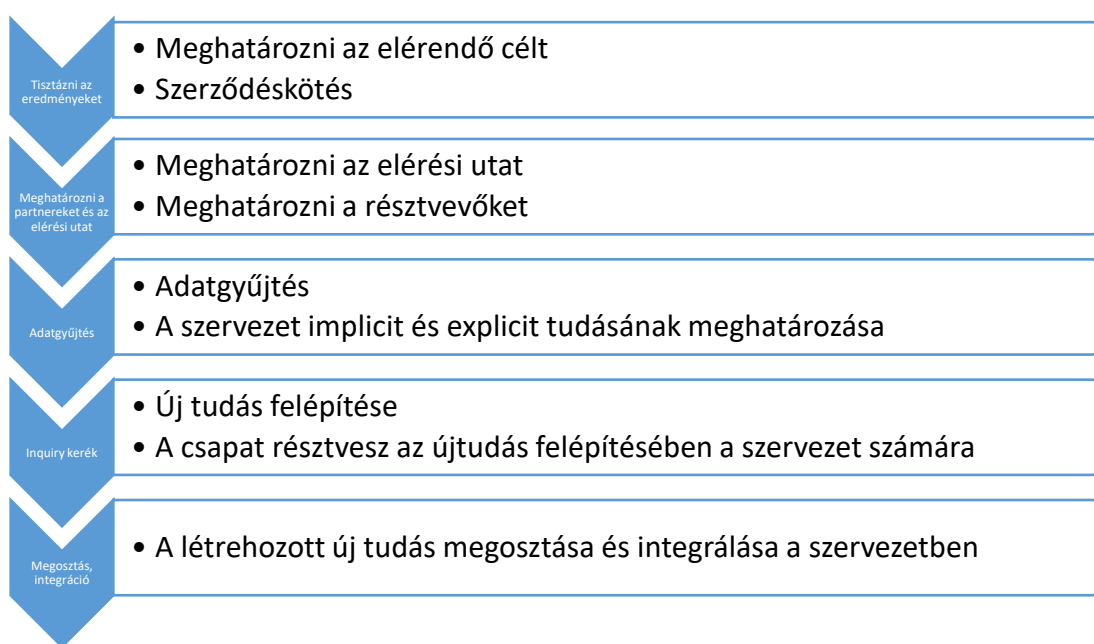 Tisztázni az
eredményeket
• Meghatározni az elérendő célt
• Szerződéskötés
Meghatározni a
partnereket és az
elérési utat
• Meghatározni az elérési utat
• Meghatározni a résztvevőket
Adatgyűjtés
• Adatgyűjtés
• A szervezet implicit és explicit tudásának meghatározása
Inquiry kerék
• Új tudás felépítése
• A csapat résztvesz az újtudás felépítésében a szervezet számára
Megosztás,
integráció
• A létrehozott új tudás megosztása és integrálása a szervezetben